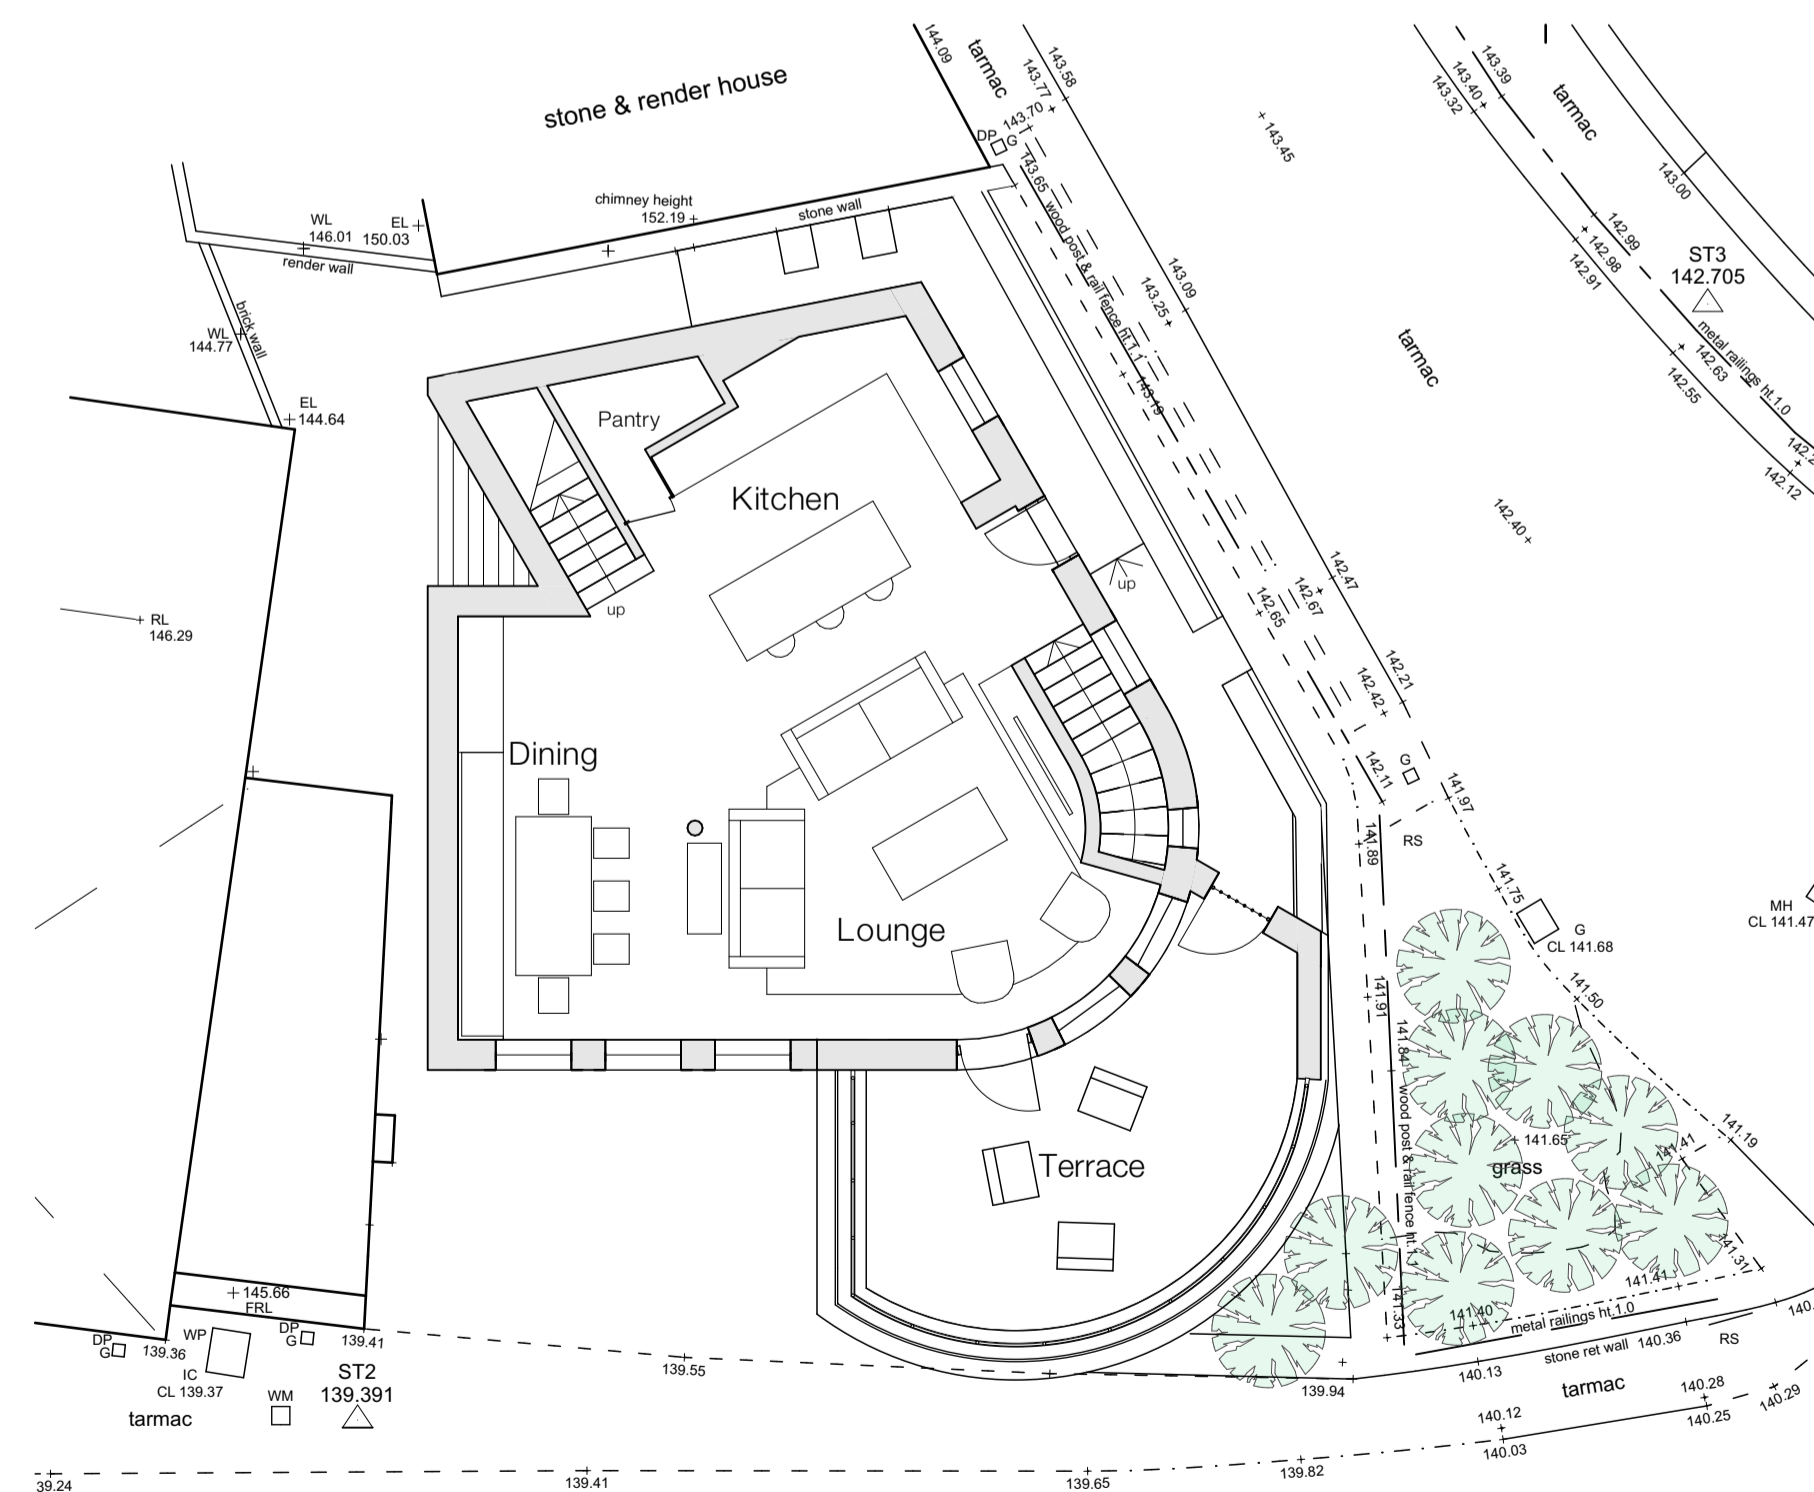 144.09
tarmac
143.58
143.77
143.70
DP
G
143.65
stone & render house
143.39
143.40
143.32
tarmac
143.45
143.00
chimney height
152.19
stone wall
WL
146.01
EL
150.03
render wall
brick wall
WL
144.77
EL
144.64
wood post & rail fence ht.1.1
143.25
143.09
143.19
142.99
142.98
142.91
ST3
142.705
metal railings ht.1.0
142.63
142.55
142.12
tarmac
142.40
Pantry
Kitchen
up
up
RL
146.29
142.47
142.67
142.65
142.21
142.42
142.11
G
141.97
RS
141.89
Dining
Lounge
141.75
G
CL 141.68
MH
CL 141.47
141.50
141.91
141.84
wood post & rail fence ht.1.1
141.65
grass
141.41
141.19
141.31
Terrace
141.41
141.40
141.33
metal railings ht.1.0
stone ret wall
140.36
RS
140.13
tarmac
139.94
140.28
140.25
140.29
140.12
140.03
145.66
FRL
DP
G
139.36
WP
DP
G
139.41
IC
CL 139.37
WM
ST2
139.391
tarmac
139.55
39.24
139.41
139.65
139.82